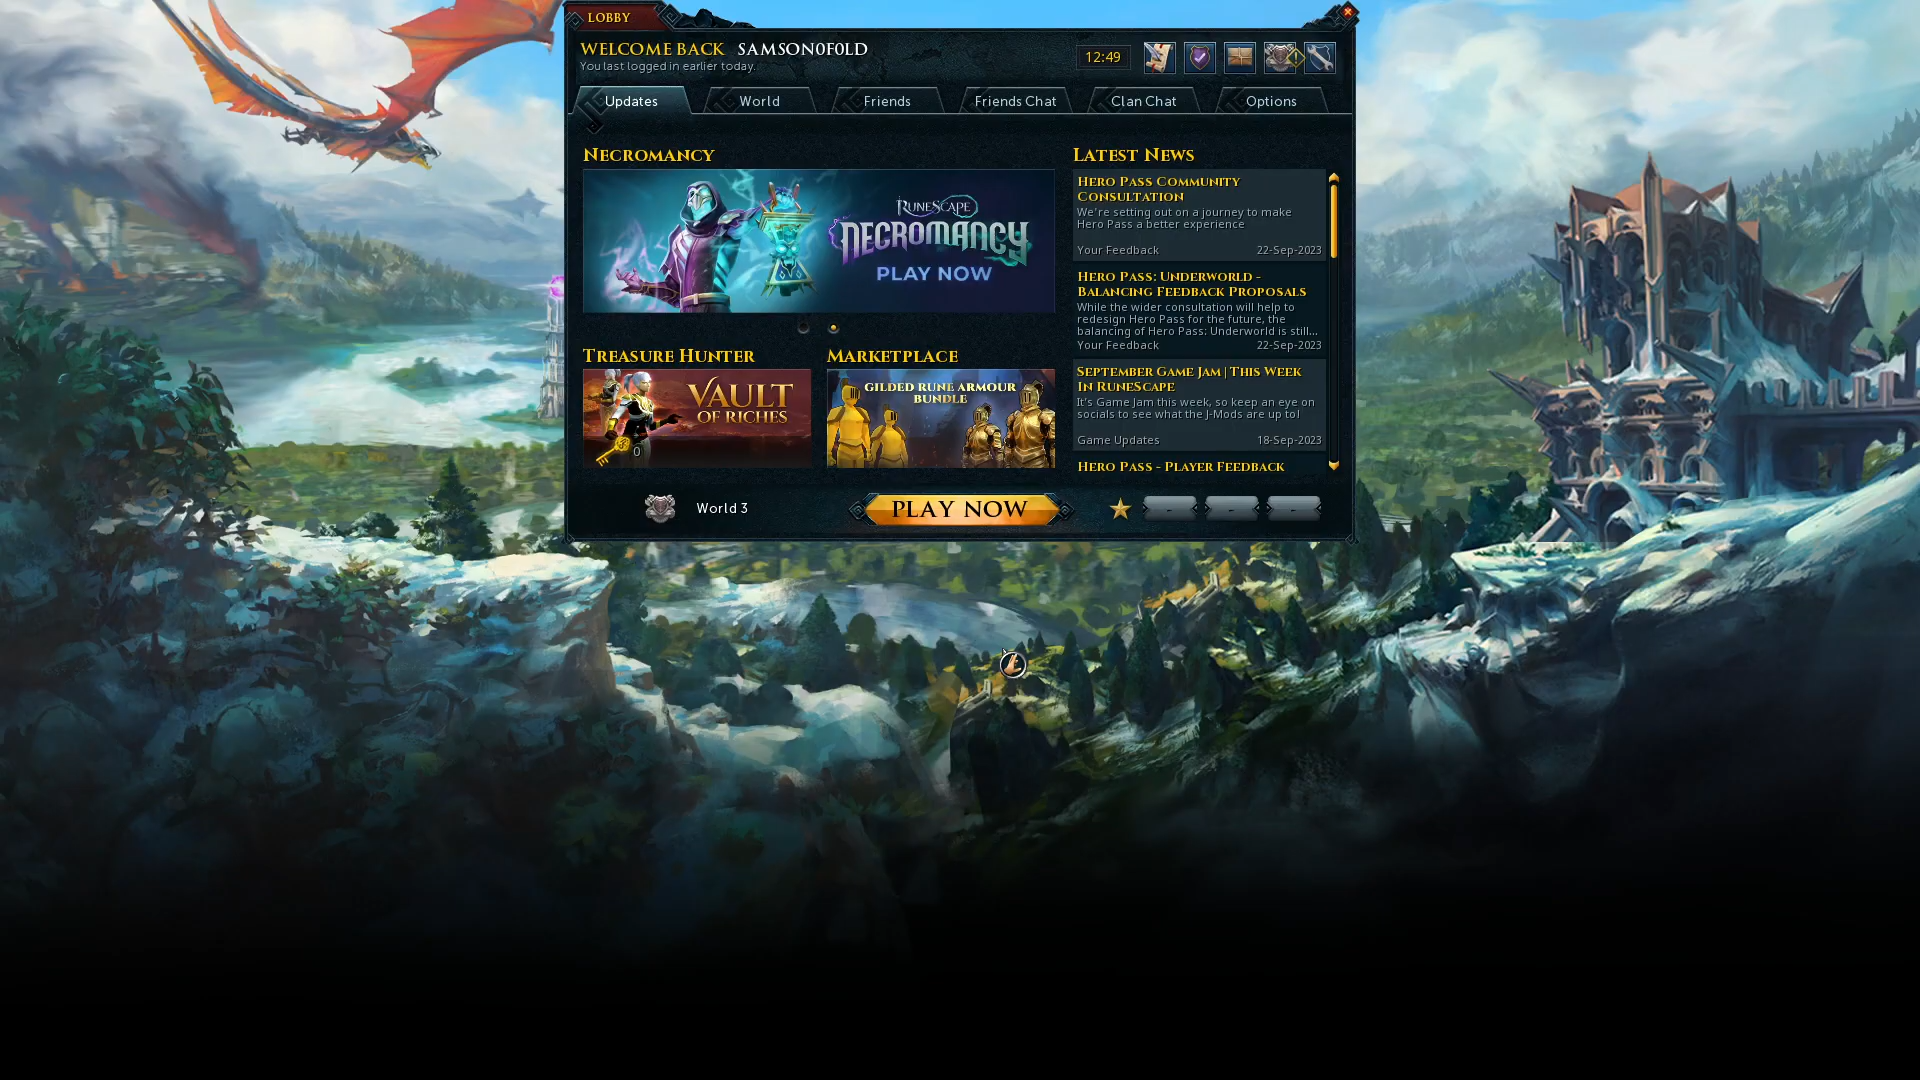 LOBBY
WELCOME BACK SAMSON0F0LD
You last logged in earlier today.
12:49
Updates
World
Friends
Friends Chat
Clan Chat
Options
Necromancy
RuneScape
NECROMANCY
PLAY NOW
Treasure Hunter
VAULT
OF RICHES
0
Marketplace
GILDED RUNE ARMOUR
BUNDLE
Latest News
Hero Pass Community
Consultation
We're setting out on a journey to make
Hero Pass a better experience
Your Feedback 22-Sep-2023
Hero Pass: Underworld -
Balancing Feedback Proposals
While the wider consultation will help to
redesign Hero Pass for the future, the
balancing of Hero Pass: Underworld is still...
Your Feedback 22-Sep-2023
September Game Jam | This Week
In RuneScape
It's Game Jam this week, so keep an eye on
socials to see what the J-Mods are up to!
Game Updates 18-Sep-2023
Hero Pass - Player Feedback
World 3
PLAY NOW
- - -